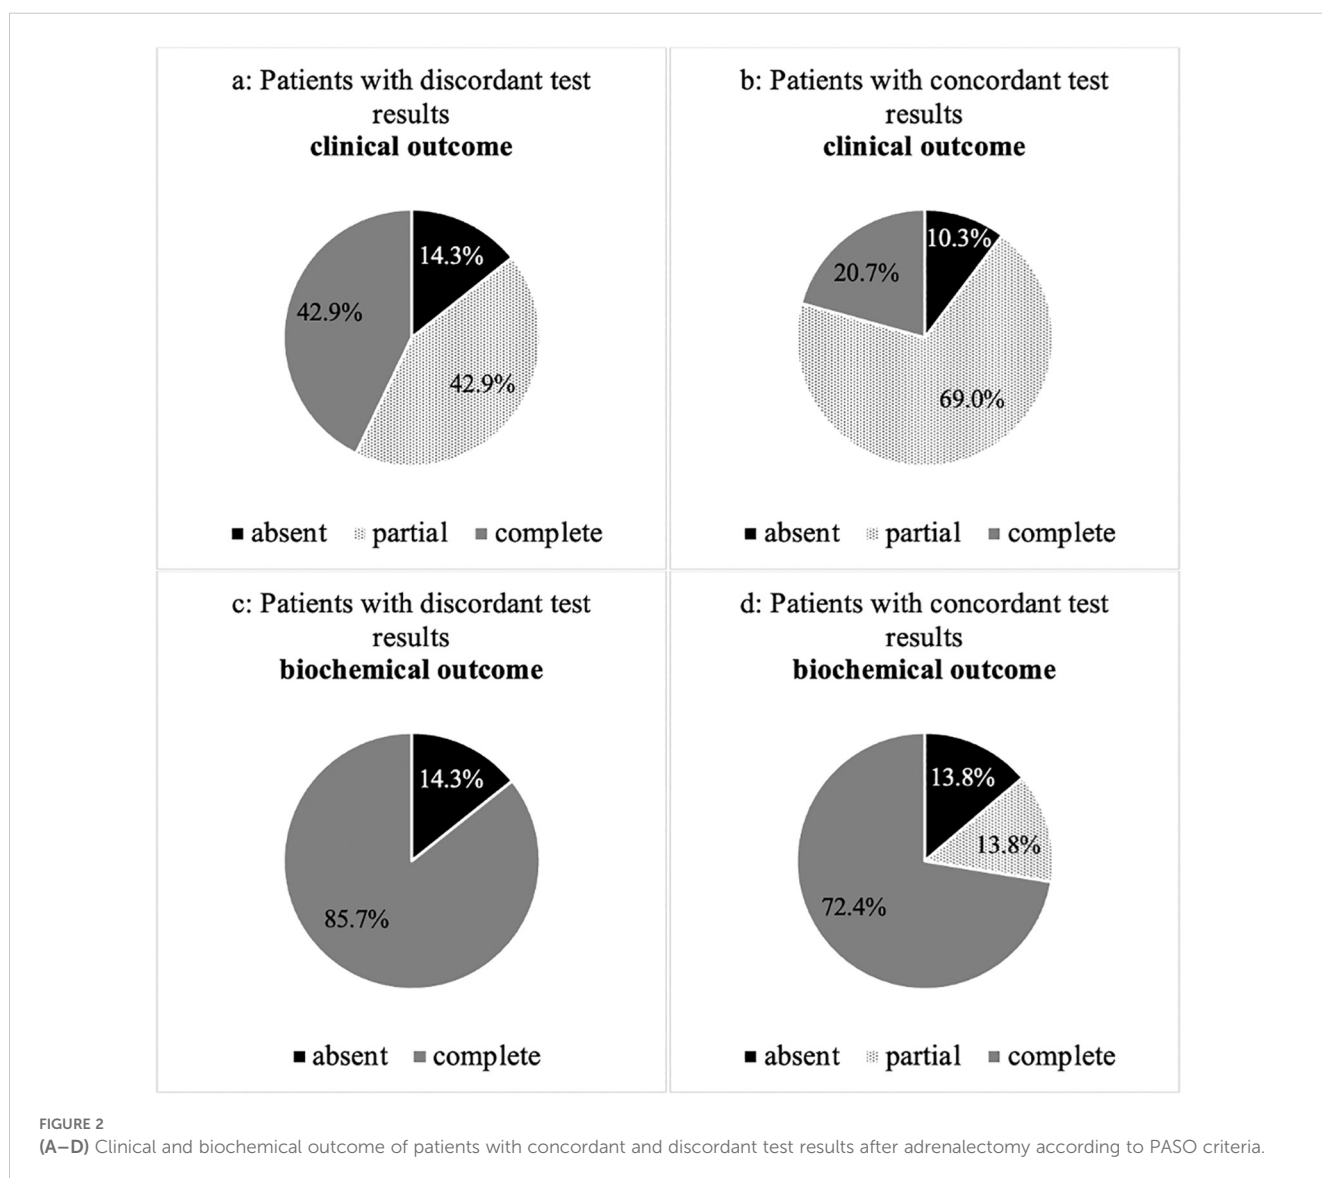 a: Patients with discordant test
results
clinical outcome
14.3%
42.9%
42.9%
■ absent ▒ partial ■ complete
b: Patients with concordant test
results
clinical outcome
10.3%
20.7%
69.0%
■ absent ▒ partial ■ complete
c: Patients with discordant test
results
biochemical outcome
14.3%
85.7%
■ absent ■ complete
d: Patients with concordant test
results
biochemical outcome
13.8%
13.8%
72.4%
■ absent ▒ partial ■ complete
FIGURE 2
(A–D) Clinical and biochemical outcome of patients with concordant and discordant test results after adrenalectomy according to PASO criteria.